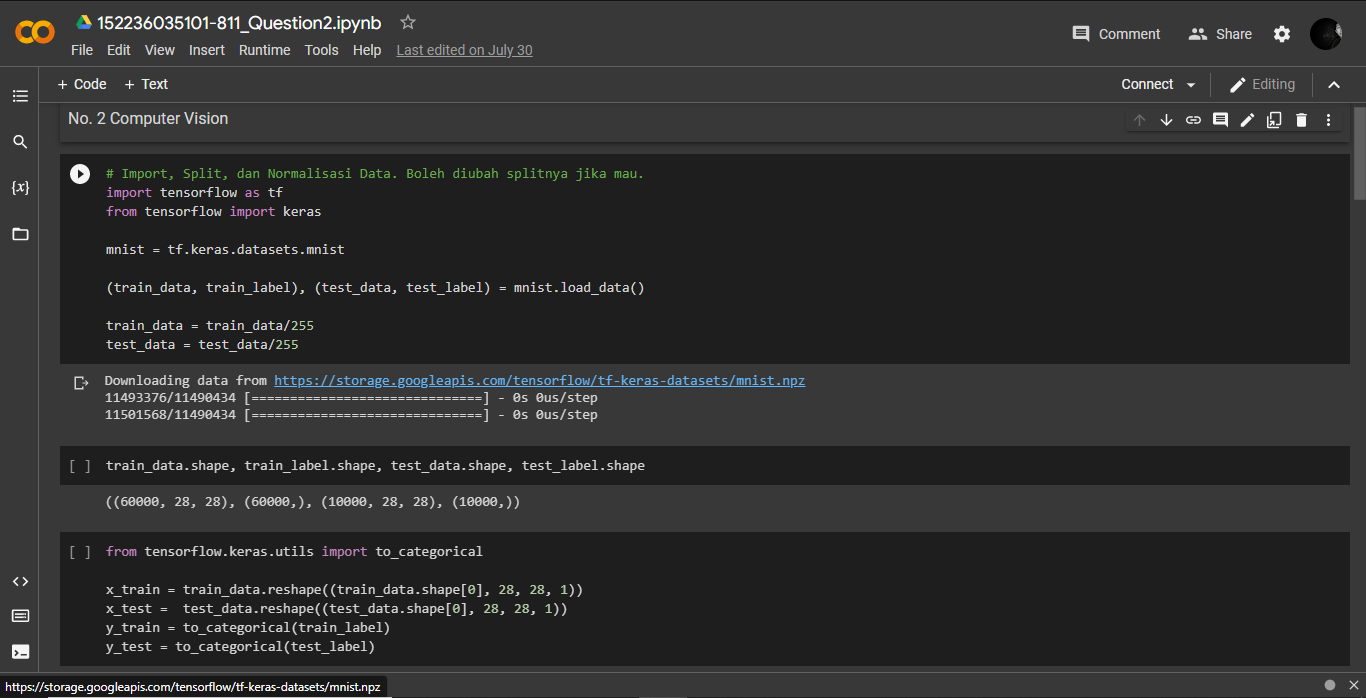 152236035101-811_Question2.ipynb
File Edit View Insert Runtime Tools Help Last edited on July 30
Comment Share
+ Code + Text
Connect Editing
No. 2 Computer Vision
# Import, Split, dan Normalisasi Data. Boleh diubah splitnya jika mau.
import tensorflow as tf
from tensorflow import keras
mnist = tf.keras.datasets.mnist
(train_data, train_label), (test_data, test_label) = mnist.load_data()
train_data = train_data/255
test_data = test_data/255
Downloading data from https://storage.googleapis.com/tensorflow/tf-keras-datasets/mnist.npz
11493376/11490434 [==============================] - 0s 0us/step
11501568/11490434 [==============================] - 0s 0us/step
[ ] train_data.shape, train_label.shape, test_data.shape, test_label.shape
((60000, 28, 28), (60000,), (10000, 28, 28), (10000,))
[ ] from tensorflow.keras.utils import to_categorical
x_train = train_data.reshape((train_data.shape[0], 28, 28, 1))
x_test =  test_data.reshape((test_data.shape[0], 28, 28, 1))
y_train = to_categorical(train_label)
y_test = to_categorical(test_label)
https://storage.googleapis.com/tensorflow/tf-keras-datasets/mnist.npz